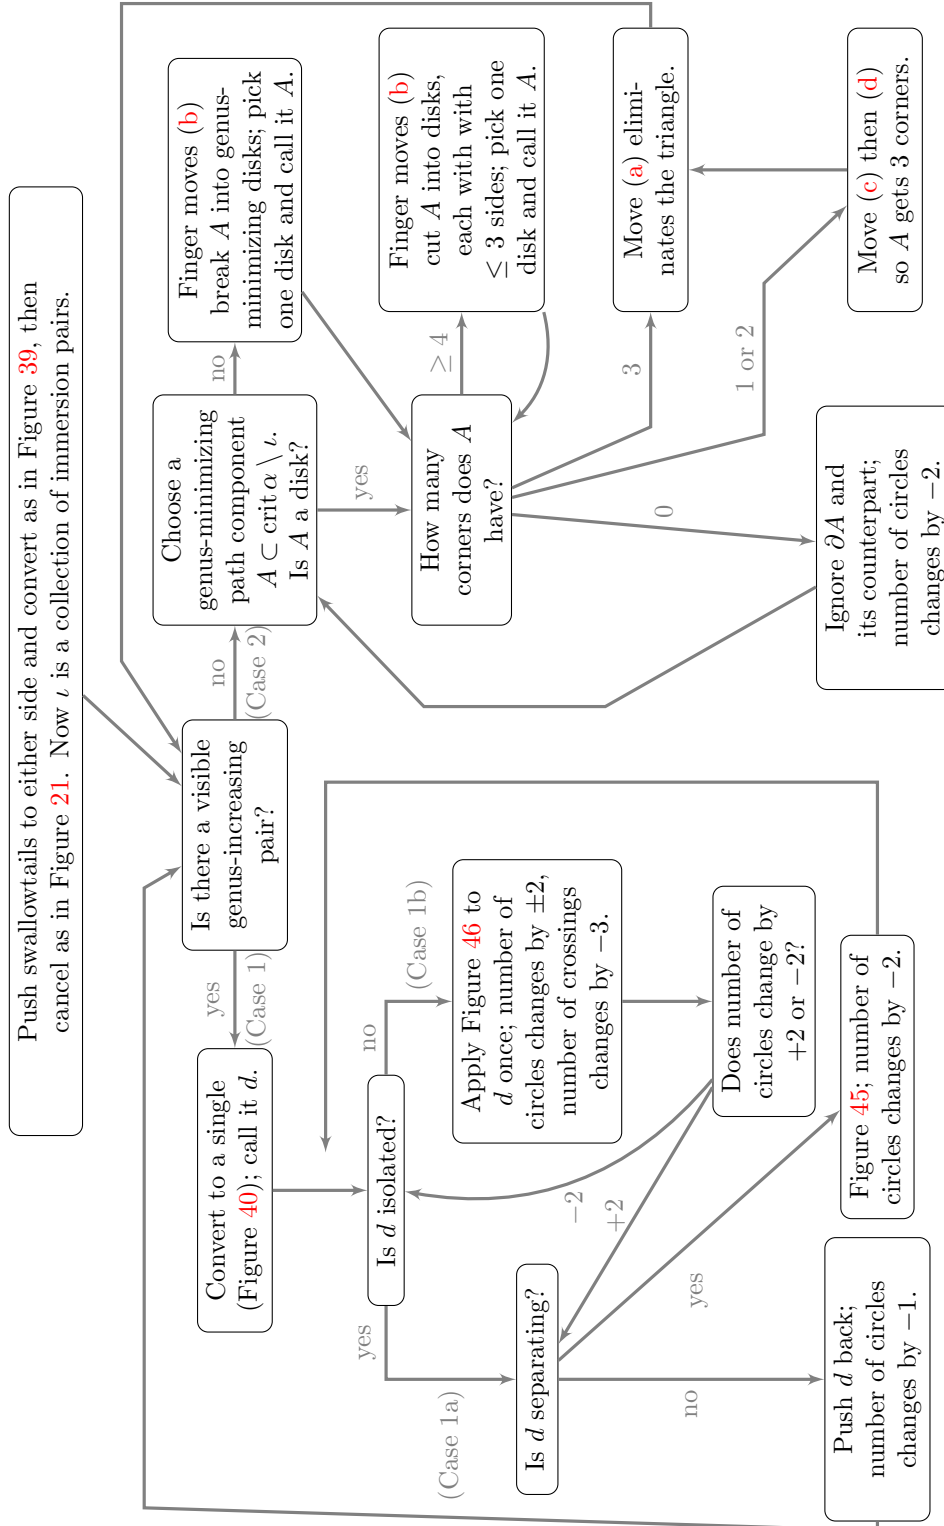 Push swallowtails to either side and convert as in Figure 39, then
cancel as in Figure 21. Now ι is a collection of immersion pairs.
Is there a visible
genus-increasing
pair?
yes
(Case 1)
no
(Case 2)
Convert to a single
(Figure 40); call it d.
Is d isolated?
yes
(Case 1a)
no
(Case 1b)
Is d separating?
Apply Figure 46 to
d once; number of
circles changes by ±2,
number of crossings
changes by −3.
Does number of
circles change by
+2 or −2?
−2
+2
no
yes
Push d back;
number of circles
changes by −1.
Figure 45; number of
circles changes by −2.
Choose a
genus-minimizing
path component
A ⊂ crit α \ ι.
Is A a disk?
no
yes
Finger moves (b)
break A into genus-
minimizing disks; pick
one disk and call it A.
How many
corners does A
have?
≥ 4
Finger moves (b)
cut A into disks,
each with with
≤ 3 sides; pick one
disk and call it A.
0
1 or 2
3
Move (a) elimi-
nates the triangle.
Ignore ∂A and
its counterpart;
number of circles
changes by −2.
Move (c) then (d)
so A gets 3 corners.